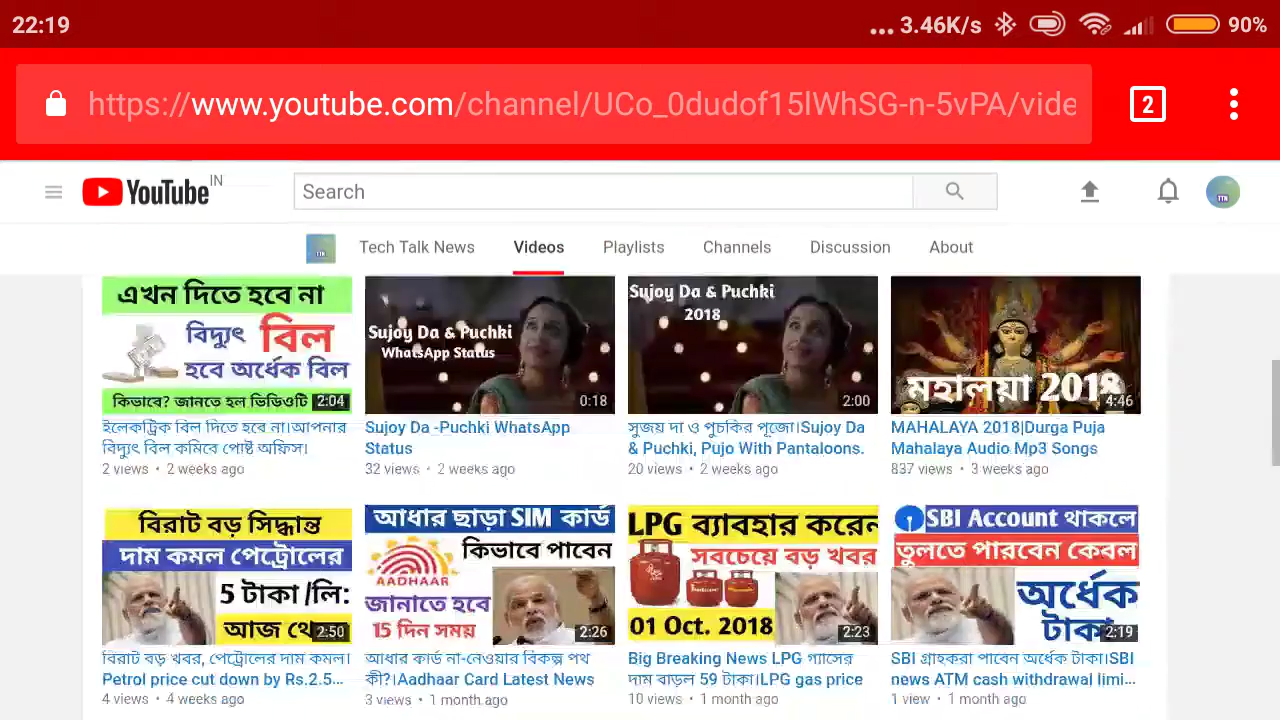 22:19
... 3.46K/s
90%
https://www.youtube.com/channel/UCo_0dudof15lWhSG-n-5vPA/vide
2
YouTube IN
Search
TTN
TTN
Tech Talk News
Videos
Playlists
Channels
Discussion
About
এখন দিতে হবে না
বিদ্যুৎ বিল
হবে অর্ধেক বিল
কিভাবে? জানতে হল ভিডিওটি
2:04
ইলেকট্রিক বিল দিতে হবে না।আপনার
বিদ্যুৎ বিল কমিবে পোষ্ট অফিস।
2 views • 2 weeks ago
Sujoy Da & Puchki
WhatsApp Status
0:18
Sujoy Da -Puchki WhatsApp
Status
32 views • 2 weeks ago
Sujoy Da & Puchki
2018
2:00
সুজয় দা ও পুচকির পূজো।Sujoy Da
& Puchki, Pujo With Pantaloons.
20 views • 2 weeks ago
মহালয়া 2018
4:46
MAHALAYA 2018|Durga Puja
Mahalaya Audio Mp3 Songs
837 views • 3 weeks ago
বিরাট বড় সিদ্ধান্ত
দাম কমল পেট্রোলের
5 টাকা /লি:
আজ থে
2:50
বিরাট বড় খবর, পেট্রোলের দাম কমল।
Petrol price cut down by Rs.2.5...
4 views • 4 weeks ago
আধার ছাড়া SIM কার্ড
কিভাবে পাবেন
AADHAAR
জানাতে হবে
15 দিন সময়
2:26
আধার কার্ড না-নেওয়ার বিকল্প পথ
কী?।Aadhaar Card Latest News
3 views • 1 month ago
LPG ব্যাবহার করেন
সবচেয়ে বড় খবর
01 Oct. 2018
2:23
Big Breaking News LPG গ্যাসের
দাম বাড়ল 59 টাকা।LPG gas price
10 views • 1 month ago
SBI Account থাকলে
তুলতে পারবেন কেবল
অর্ধেক
টাকা
2:19
SBI গ্রাহকরা পাবেন অর্ধেক টাকা।SBI
news ATM cash withdrawal limi...
1 view • 1 month ago